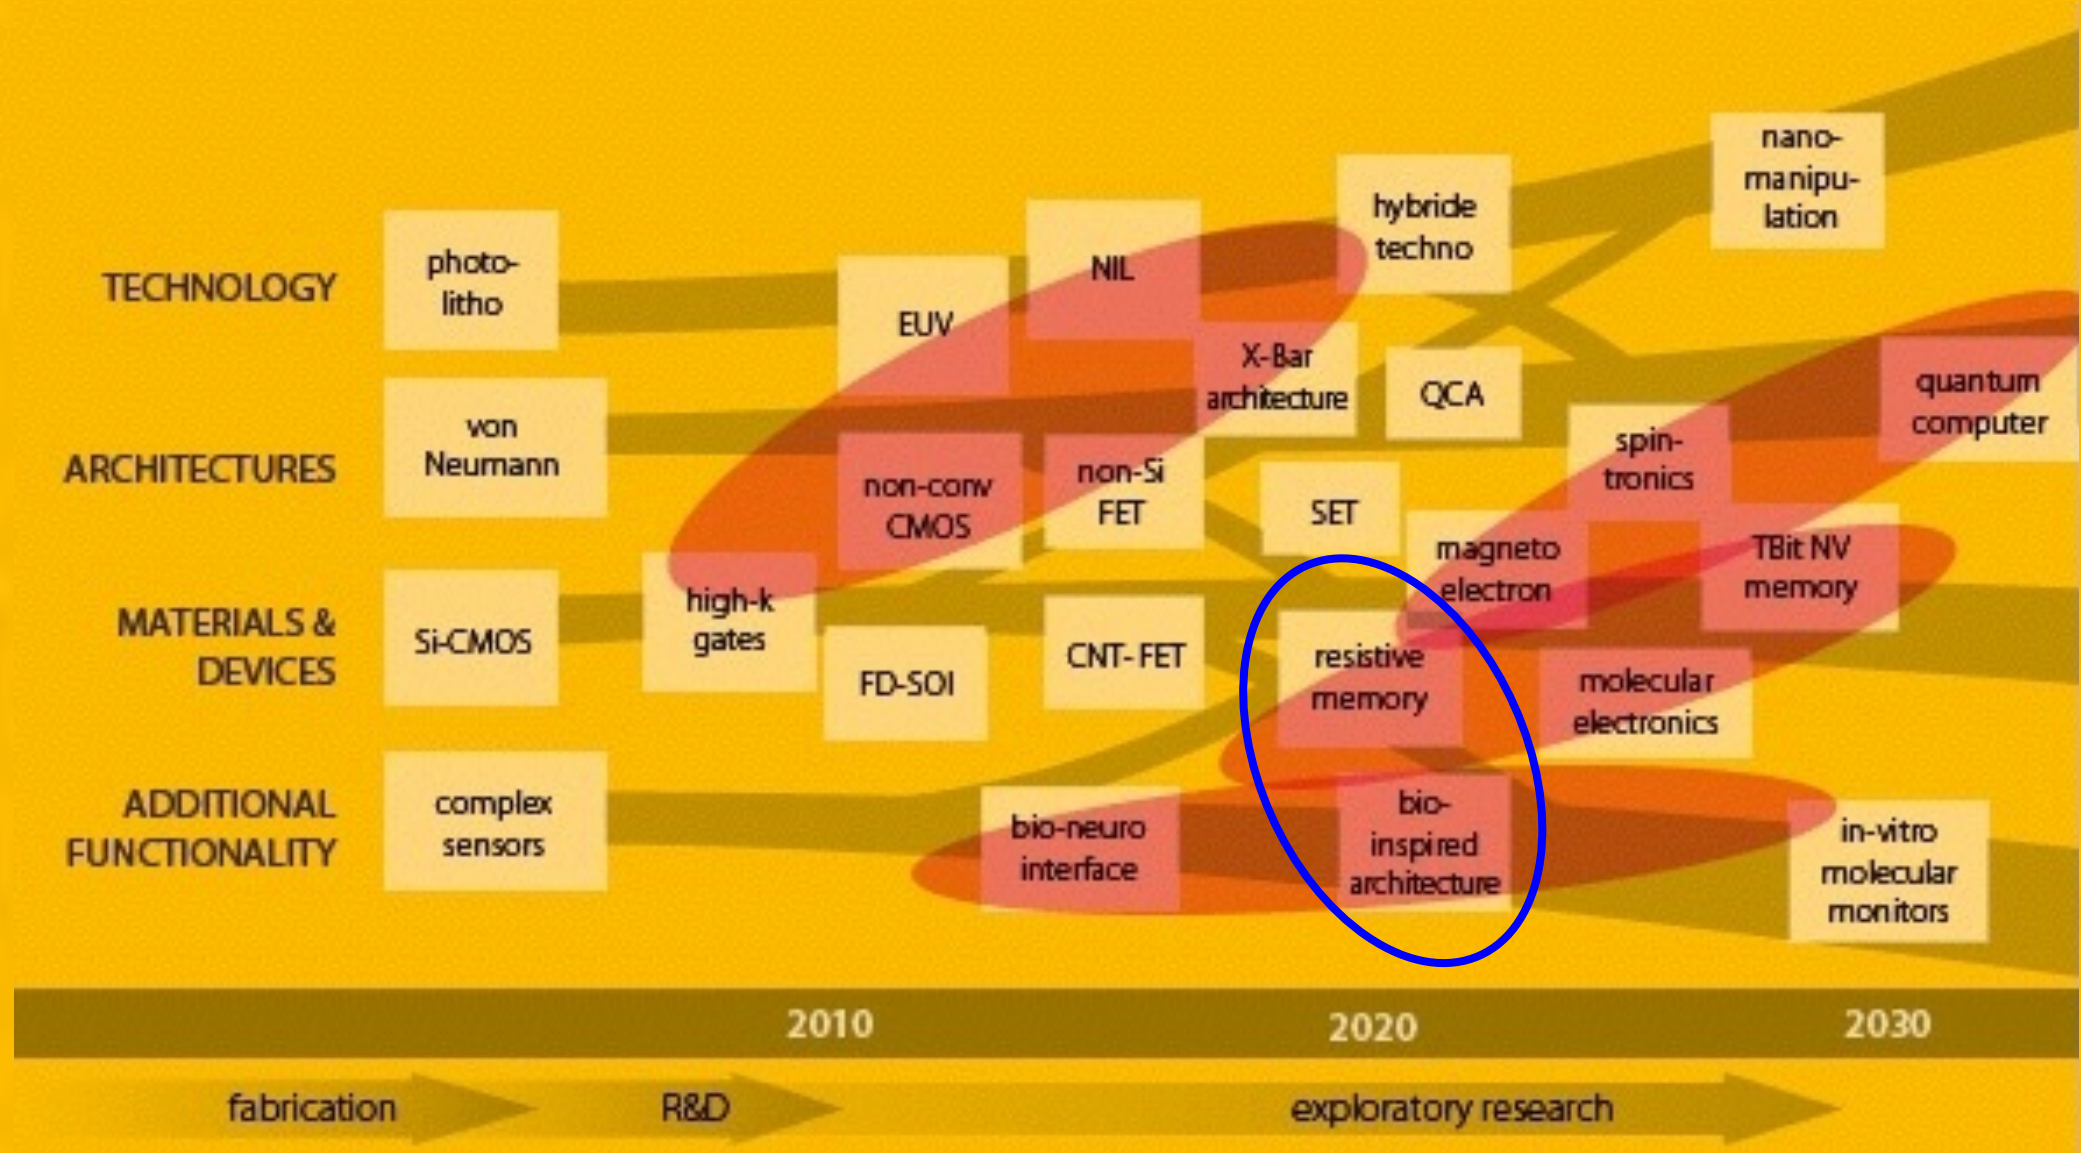 TECHNOLOGY
photo-
litho
EUV
NIL
hybride
techno
nano-
manipu-
lation
ARCHITECTURES
von
Neumann
non-conv
CMOS
non-Si
FET
X-Bar
architecture
QCA
SET
spin-
tronics
quantum
computer
MATERIALS &
DEVICES
Si-CMOS
high-k
gates
FD-SOI
CNT-FET
resistive
memory
magneto
electron
molecular
electronics
TBit NV
memory
ADDITIONAL
FUNCTIONALITY
complex
sensors
bio-neuro
interface
bio-
inspired
architecture
in-vitro
molecular
monitors
2010
2020
2030
fabrication
R&D
exploratory research